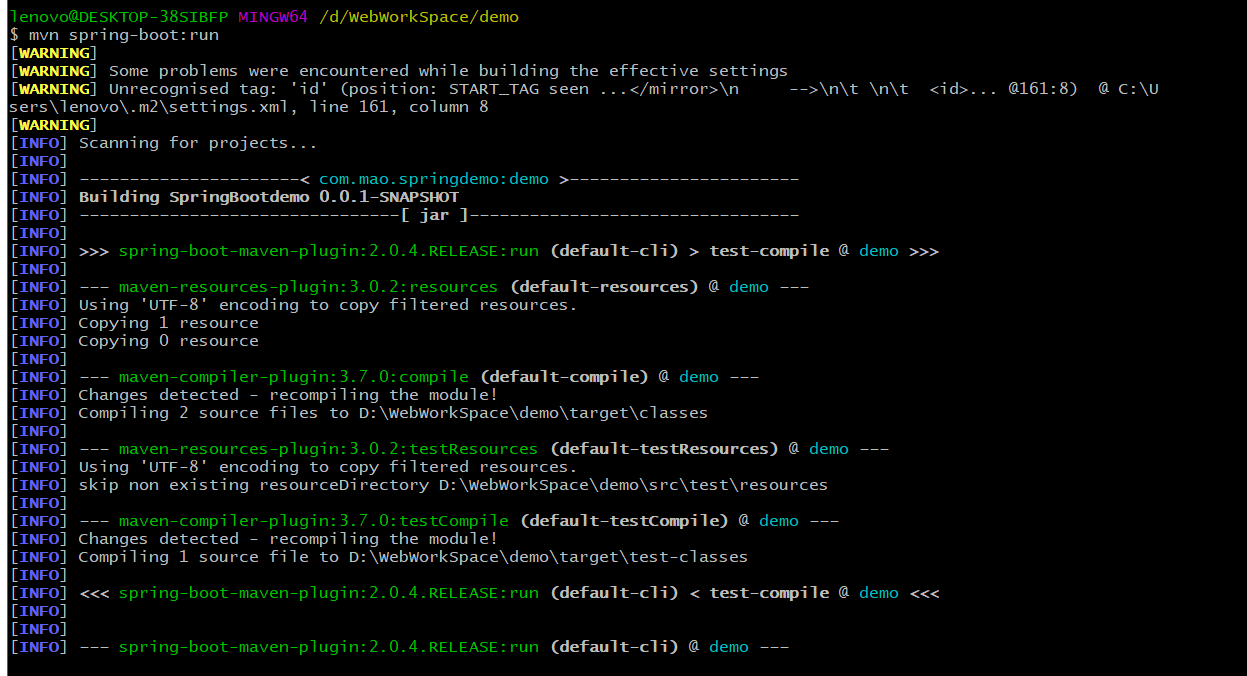 lenovo@DESKTOP-38SIBFP MINGW64 /d/WebWorkSpace/demo
$ mvn spring-boot:run
[WARNING]
[WARNING] Some problems were encountered while building the effective settings
[WARNING] Unrecognised tag: 'id' (position: START_TAG seen ...</mirror>\n     -->\n\t \n\t  <id>... @161:8)  @ C:\U
sers\lenovo\.m2\settings.xml, line 161, column 8
[WARNING]
[INFO] Scanning for projects...
[INFO]
[INFO] ----------------------< com.mao.springdemo:demo >-----------------------
[INFO] Building SpringBootdemo 0.0.1-SNAPSHOT
[INFO] --------------------------------[ jar ]---------------------------------
[INFO]
[INFO] >>> spring-boot-maven-plugin:2.0.4.RELEASE:run (default-cli) > test-compile @ demo >>>
[INFO]
[INFO] --- maven-resources-plugin:3.0.2:resources (default-resources) @ demo ---
[INFO] Using 'UTF-8' encoding to copy filtered resources.
[INFO] Copying 1 resource
[INFO] Copying 0 resource
[INFO]
[INFO] --- maven-compiler-plugin:3.7.0:compile (default-compile) @ demo ---
[INFO] Changes detected - recompiling the module!
[INFO] Compiling 2 source files to D:\WebWorkSpace\demo\target\classes
[INFO]
[INFO] --- maven-resources-plugin:3.0.2:testResources (default-testResources) @ demo ---
[INFO] Using 'UTF-8' encoding to copy filtered resources.
[INFO] skip non existing resourceDirectory D:\WebWorkSpace\demo\src\test\resources
[INFO]
[INFO] --- maven-compiler-plugin:3.7.0:testCompile (default-testCompile) @ demo ---
[INFO] Changes detected - recompiling the module!
[INFO] Compiling 1 source file to D:\WebWorkSpace\demo\target\test-classes
[INFO]
[INFO] <<< spring-boot-maven-plugin:2.0.4.RELEASE:run (default-cli) < test-compile @ demo <<<
[INFO]
[INFO]
[INFO] --- spring-boot-maven-plugin:2.0.4.RELEASE:run (default-cli) @ demo ---